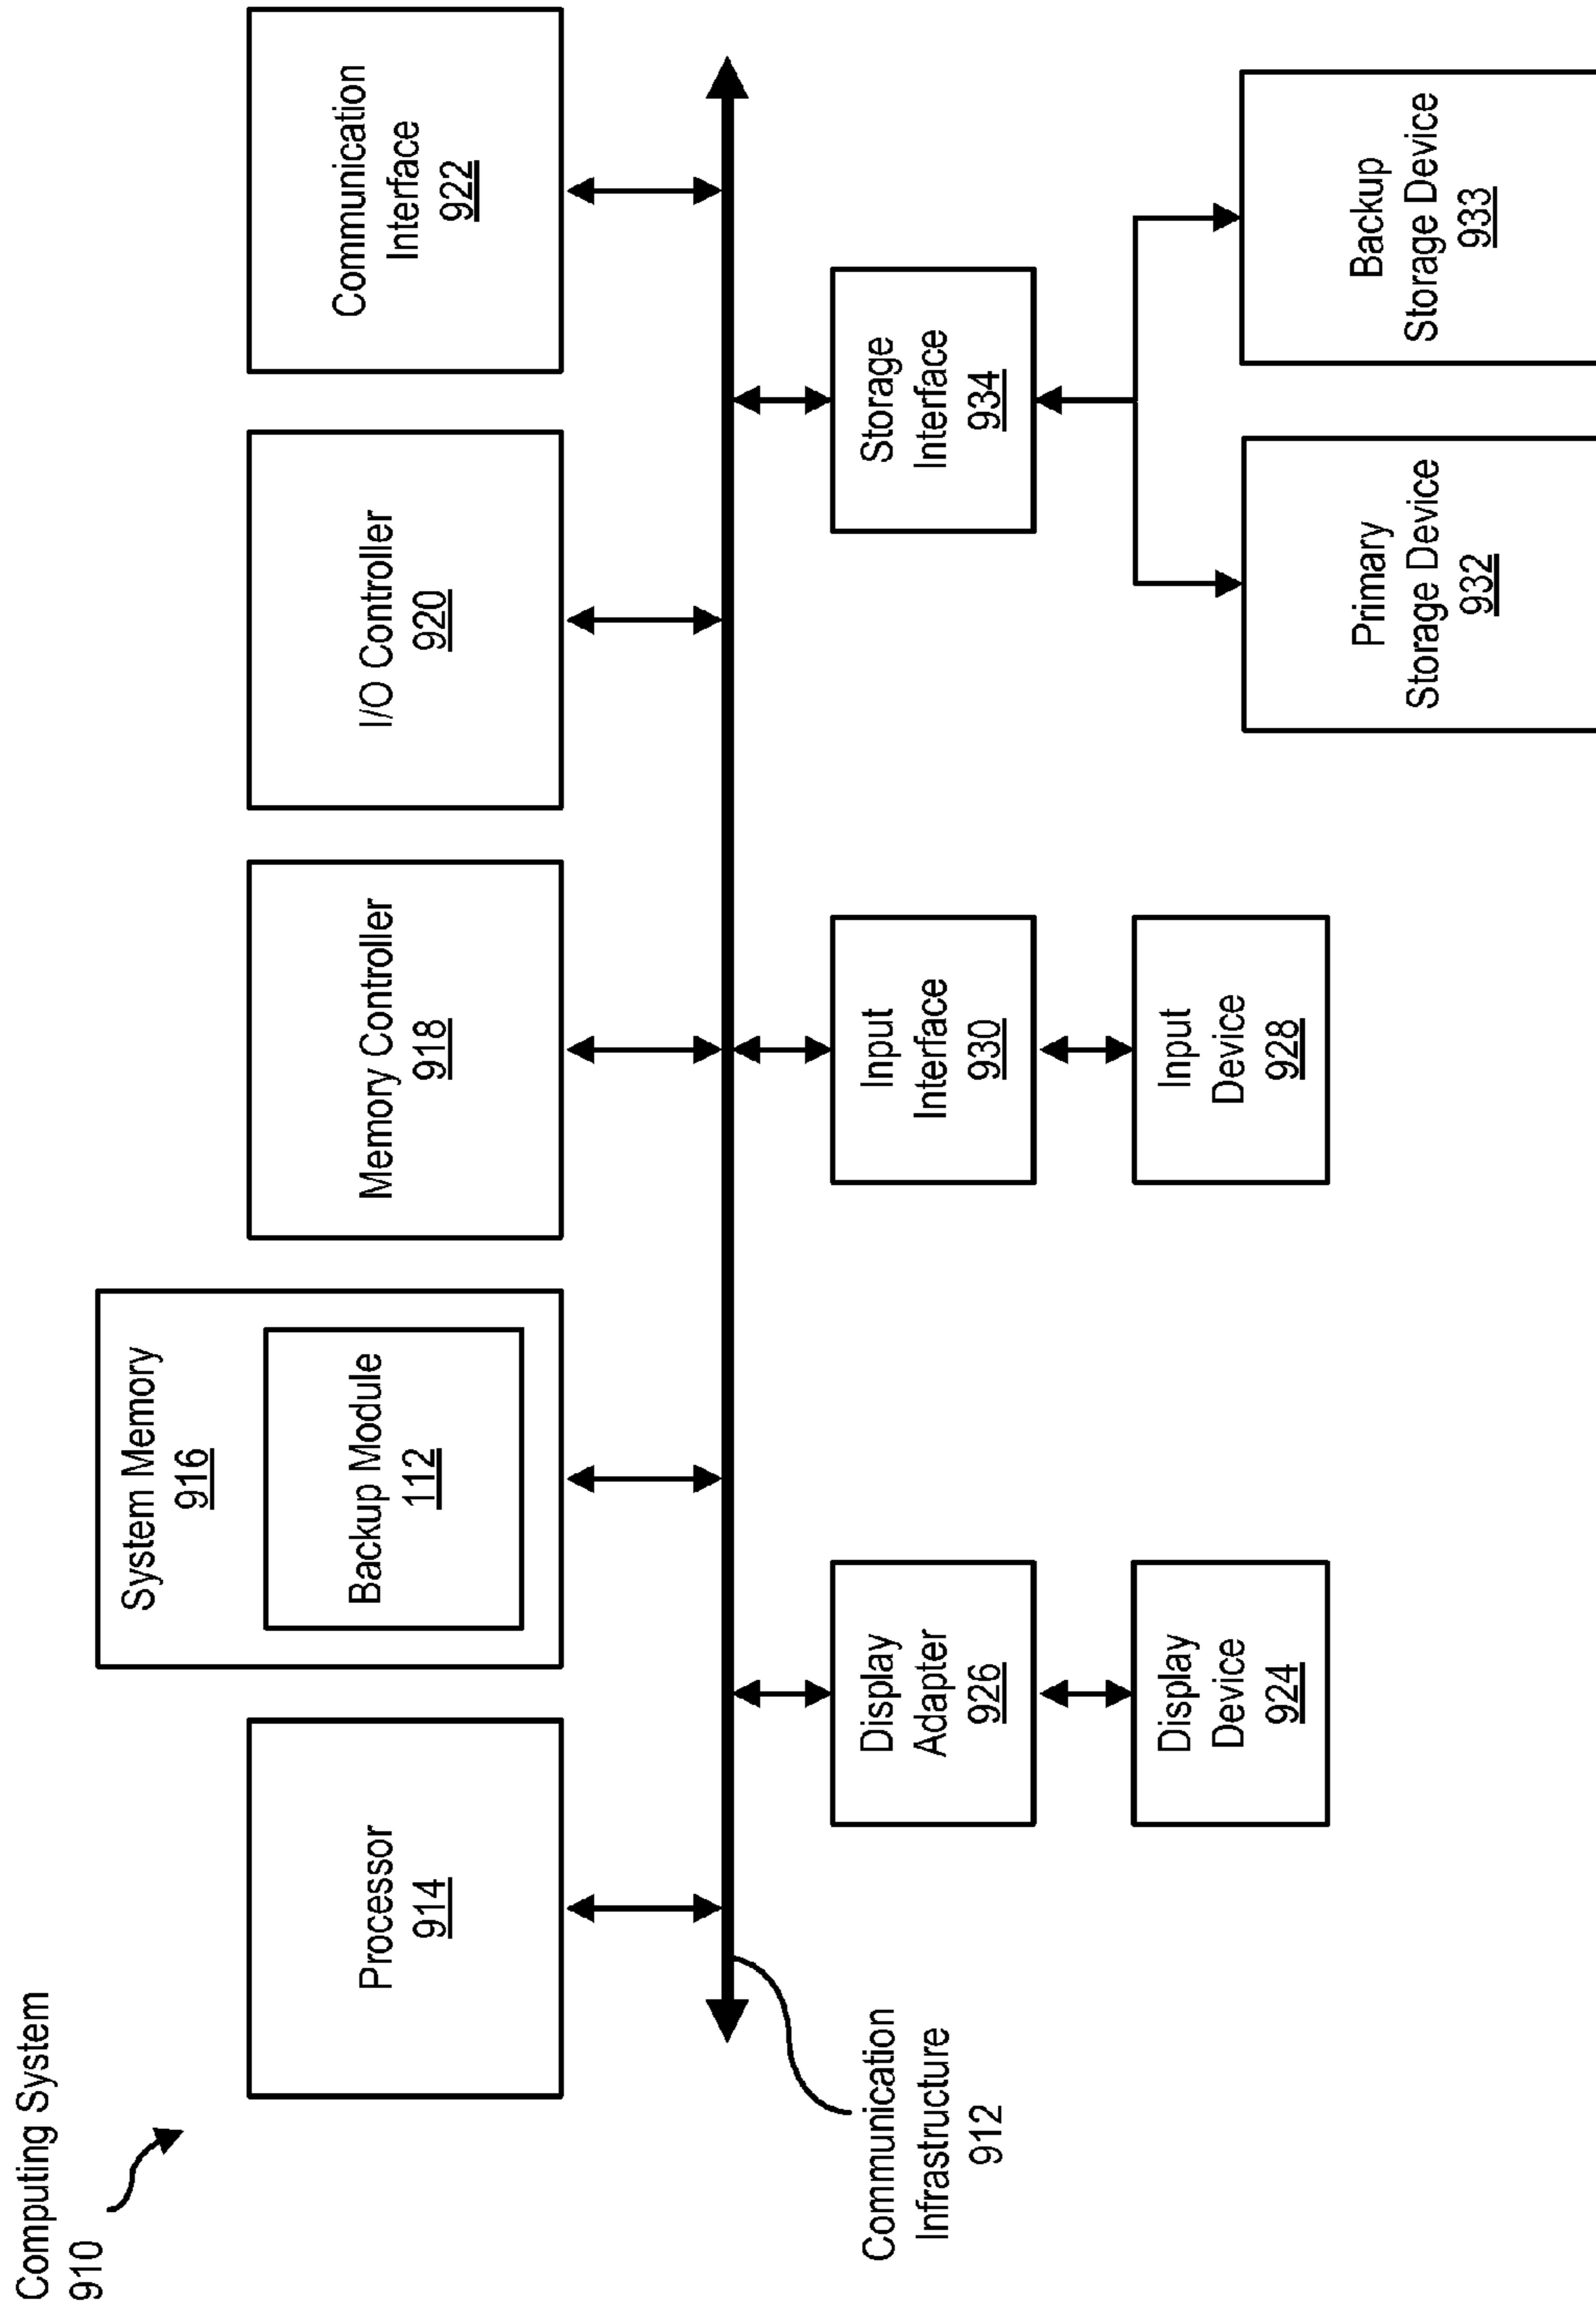 Computing System
910
Processor
914
System Memory
916
Backup Module
112
Memory Controller
918
I/O Controller
920
Communication
Interface
922
Communication
Infrastructure
912
Display
Adapter
926
Input
Interface
930
Storage
Interface
934
Display
Device
924
Input
Device
928
Primary
Storage Device
932
Backup
Storage Device
933